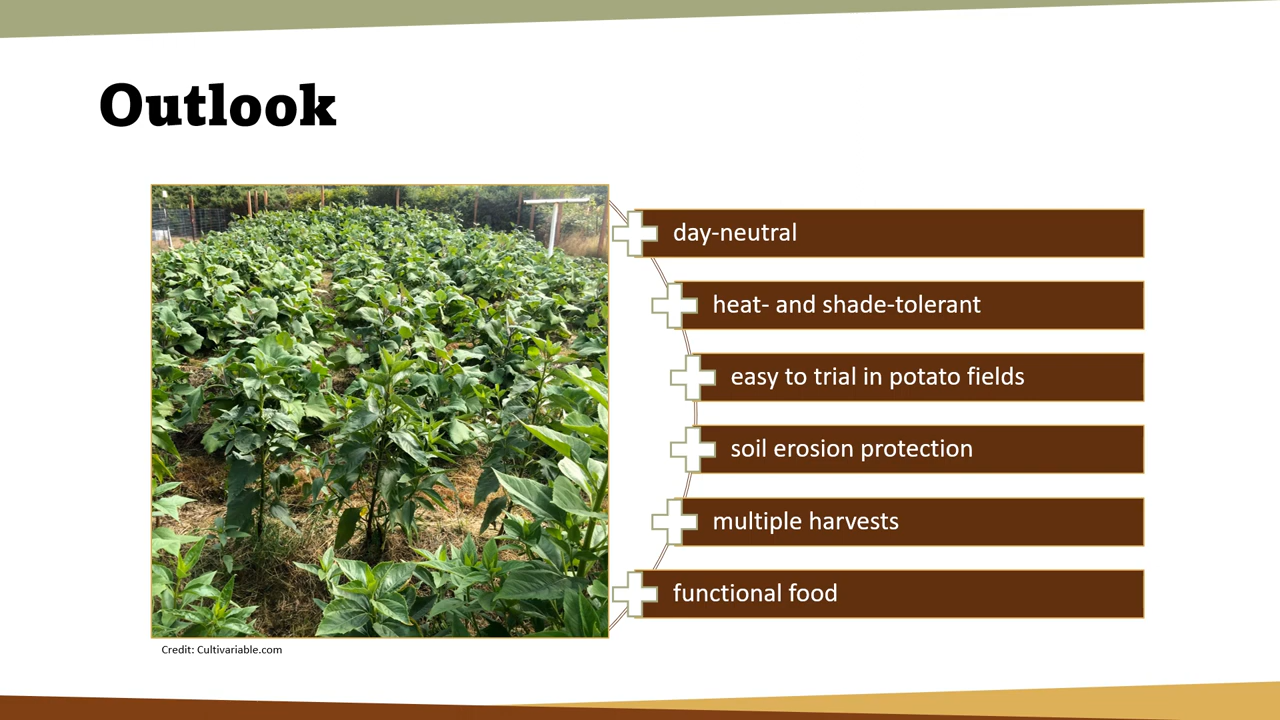 Outlook
day-neutral
heat- and shade-tolerant
easy to trial in potato fields
soil erosion protection
multiple harvests
functional food
Credit: Cultivariable.com